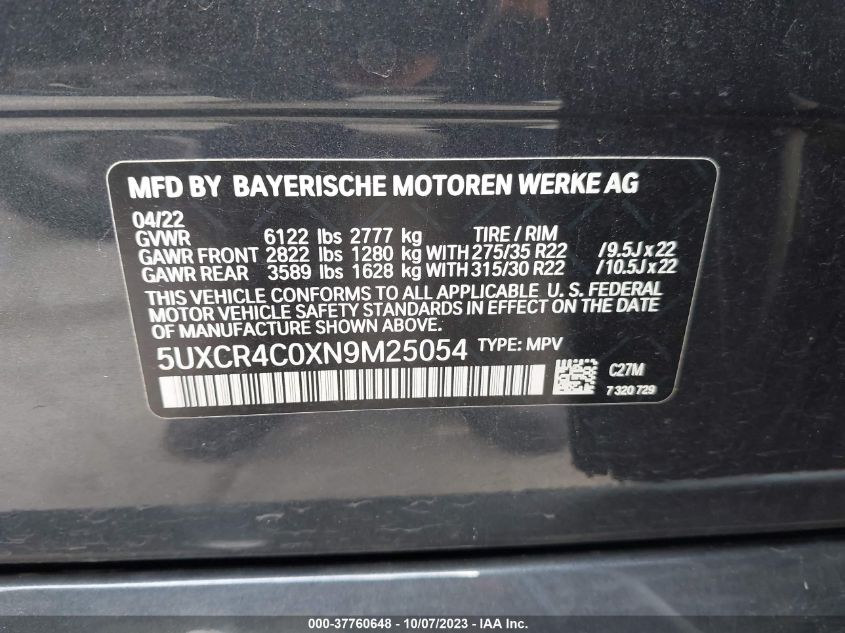 MFD BY BAYERISCHE MOTOREN WERKE AG
04/22
GVWR 6122 lbs 2777 kg TIRE / RIM
GAWR FRONT 2822 lbs 1280 kg WITH 275/35 R22 /9.5J x 22
GAWR REAR 3589 lbs 1628 kg WITH 315/30 R22 /10.5J x 22
THIS VEHICLE CONFORMS TO ALL APPLICABLE U. S. FEDERAL
MOTOR VEHICLE SAFETY STANDARDS IN EFFECT ON THE DATE
OF MANUFACTURE SHOWN ABOVE.
5UXCR4C0XN9M25054 TYPE: MPV
C27M
7 320 729
000-37760648 - 10/07/2023 - IAA Inc.